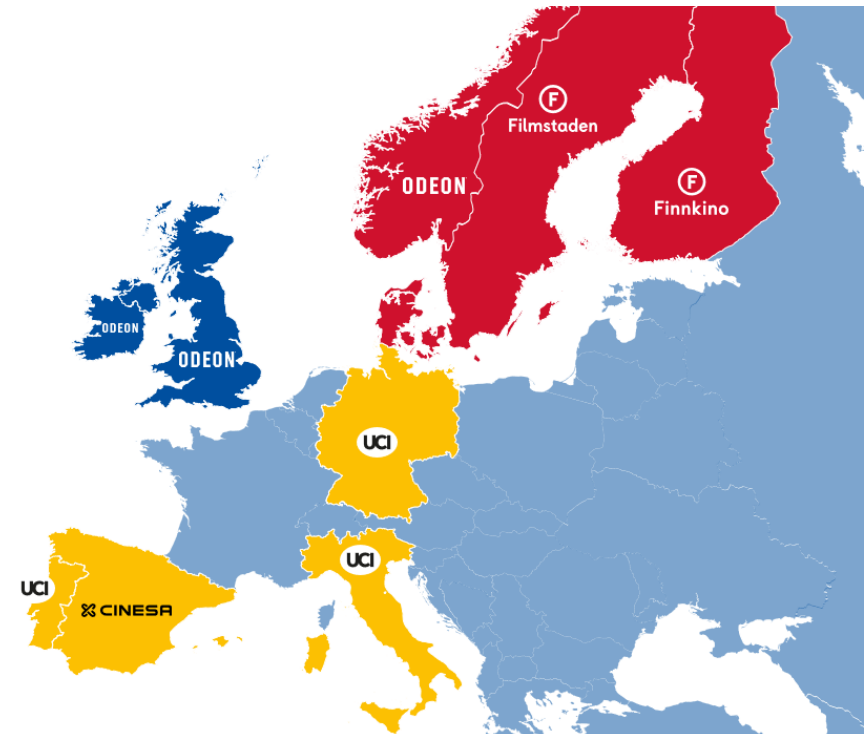 F
Filmstaden
ODEON
F
Finnkino
ODEON
ODEON
UCI
UCI
UCI
CINESA